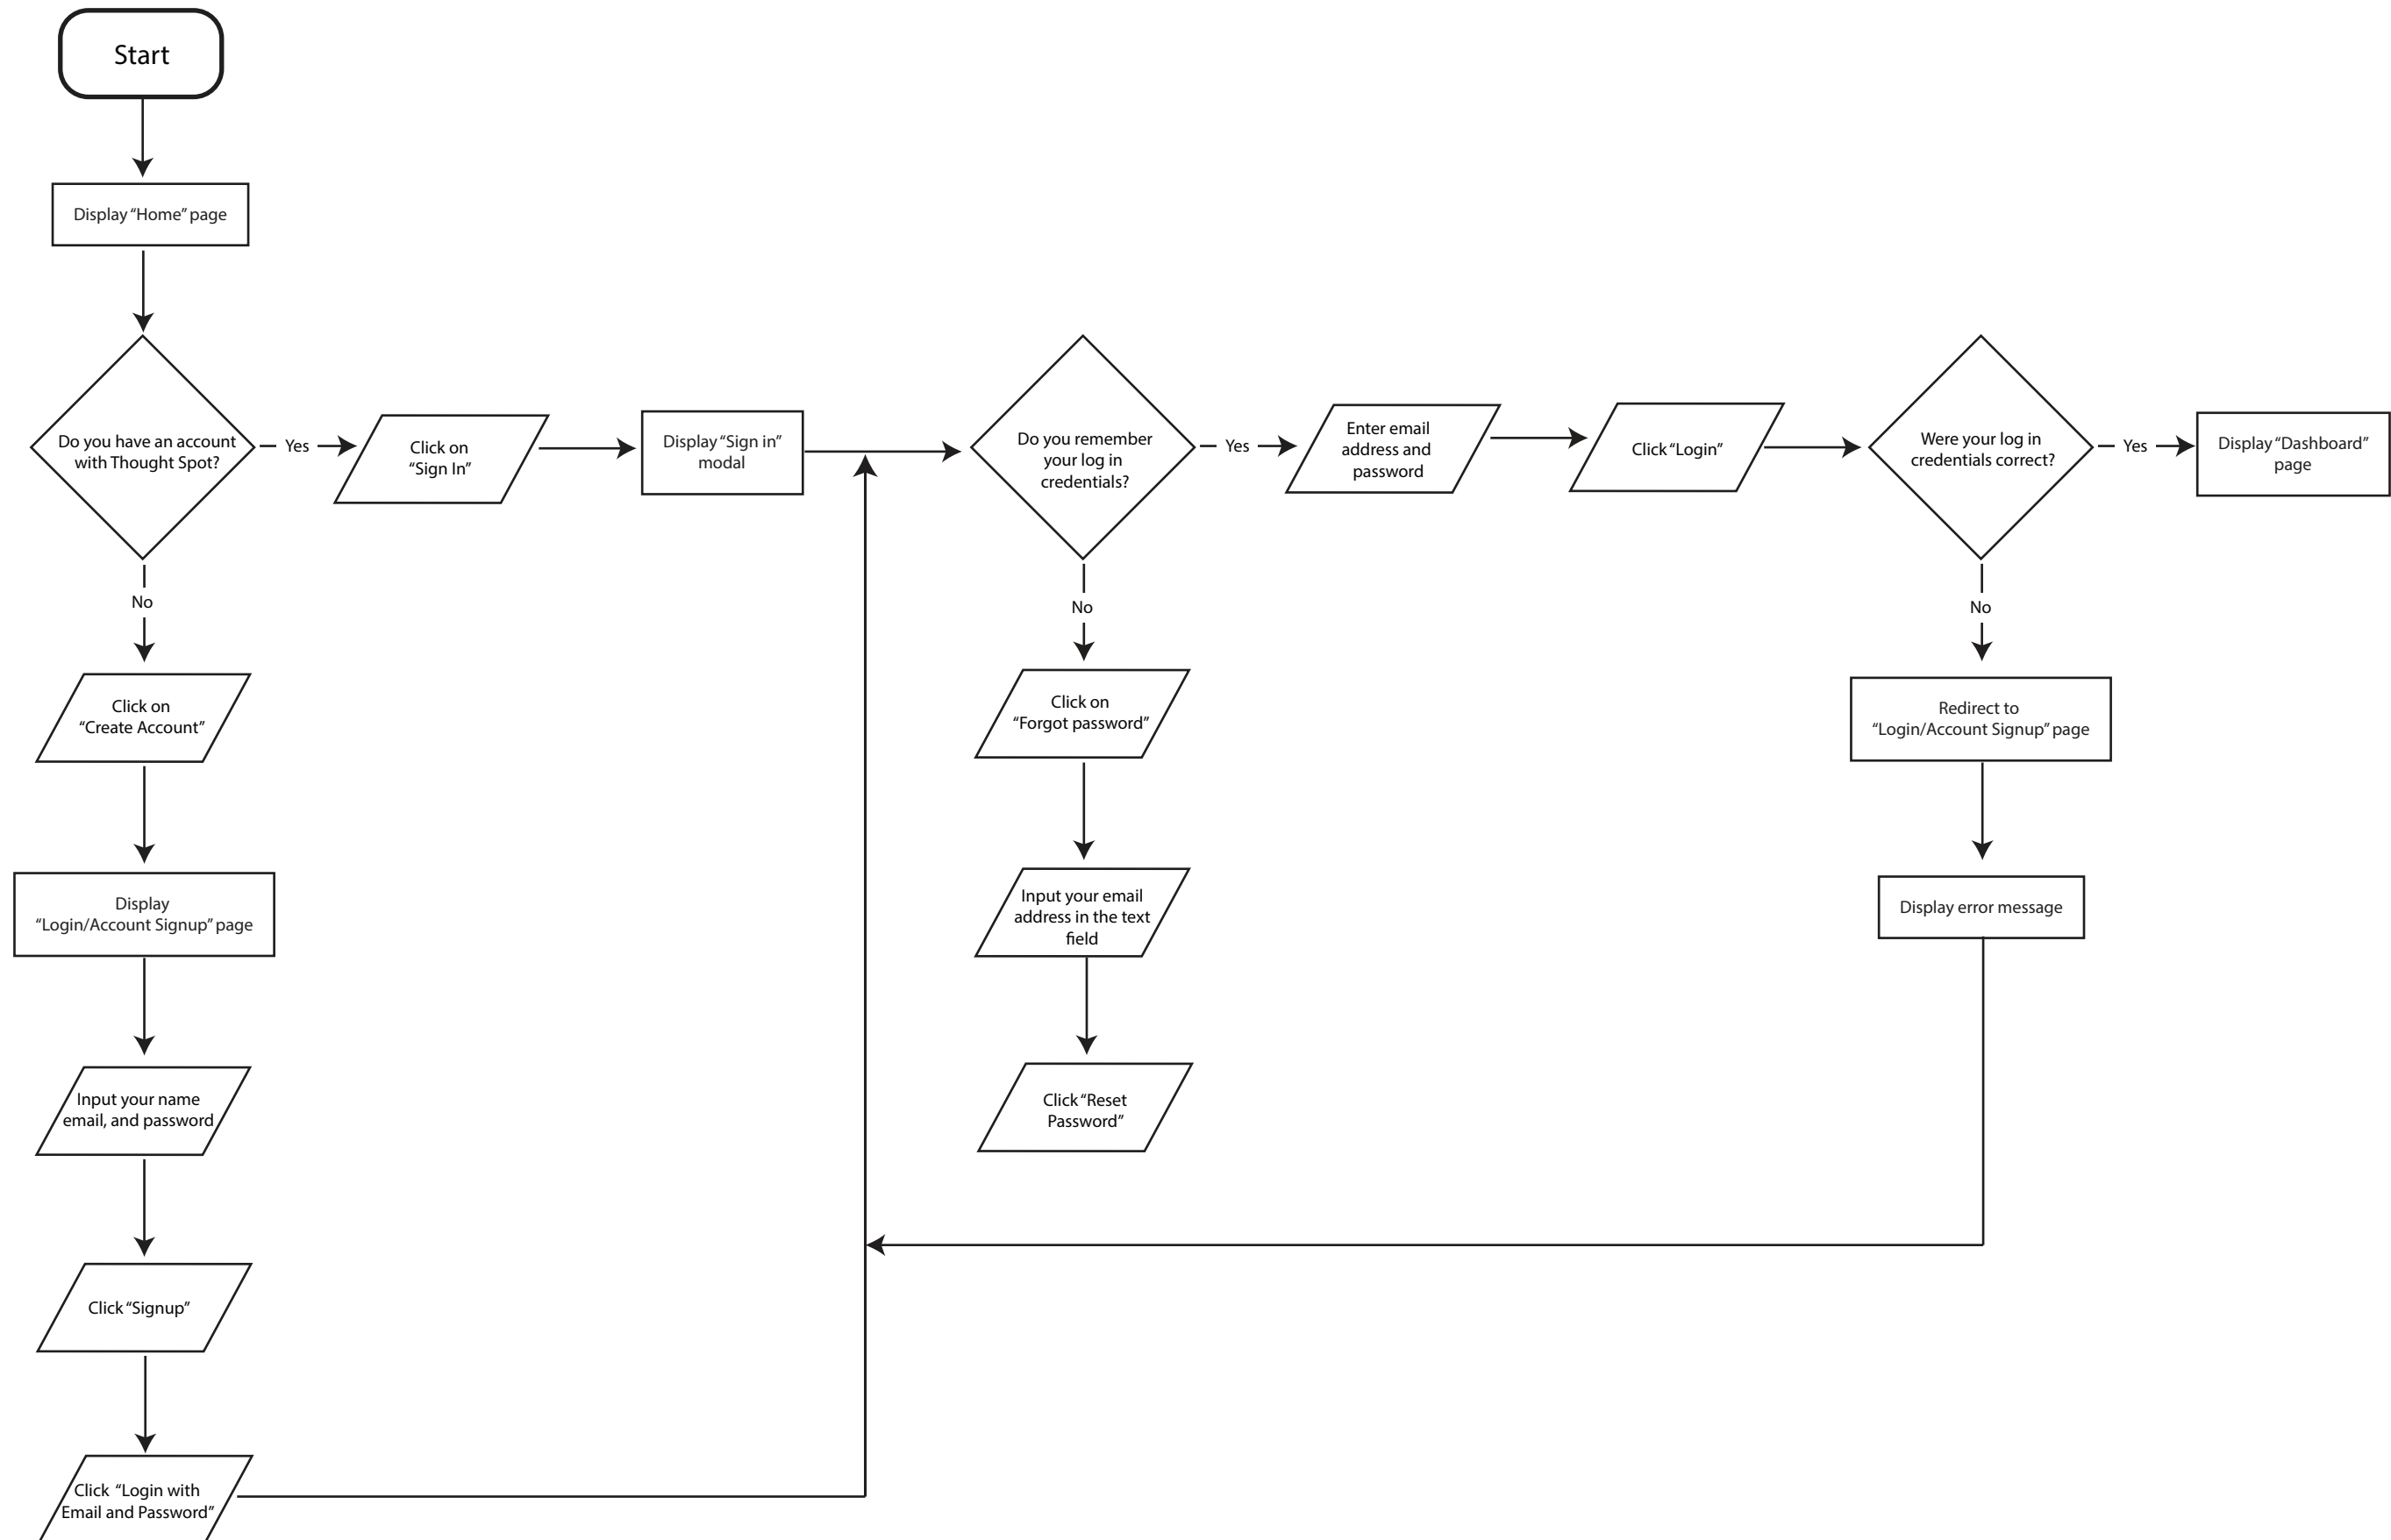 Start
Display “Home” page
Do you have an account
with Thought Spot?
Yes
Click on
“Sign In”
Display “Sign in”
modal
Do you remember
your log in
credentials?
Yes
Enter email
address and
password
Click “Login”
Were your log in
credentials correct?
Yes
Display “Dashboard”
page
No
Click on
“Create Account”
Display
“Login/Account Signup” page
Input your name
email, and password
Click “Signup”
Click “Login with
Email and Password”
No
Click on
“Forgot password”
Input your email
address in the text
field
Click “Reset
Password”
No
Redirect to
“Login/Account Signup” page
Display error message